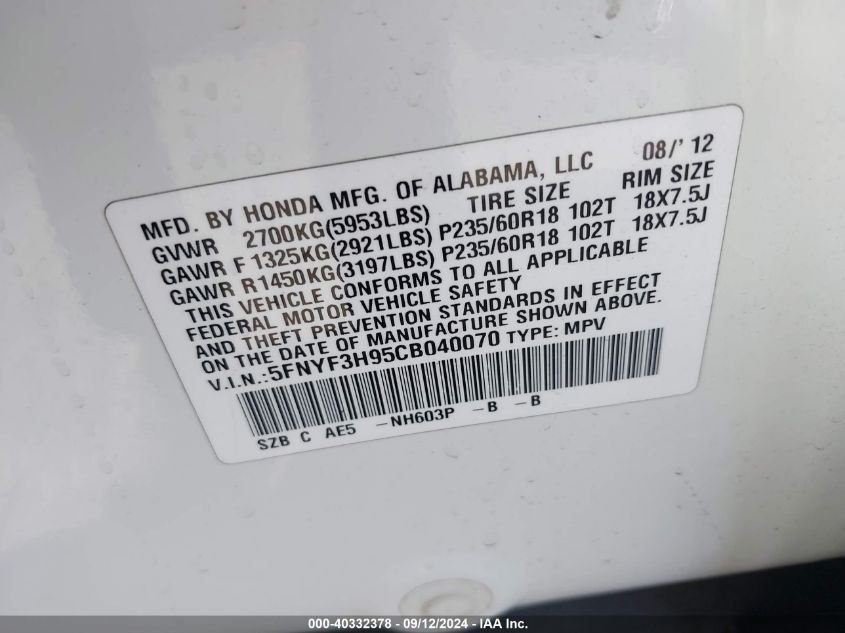 MFD. BY HONDA MFG. OF ALABAMA, LLC 08/' 12
GVWR 2700KG(5953LBS) TIRE SIZE RIM SIZE
GAWR F 1325KG(2921LBS) P235/60R18 102T 18X7.5J
GAWR R1450KG(3197LBS) P235/60R18 102T 18X7.5J
THIS VEHICLE CONFORMS TO ALL APPLICABLE
FEDERAL MOTOR VEHICLE SAFETY
AND THEFT PREVENTION STANDARDS IN EFFECT
ON THE DATE OF MANUFACTURE SHOWN ABOVE.
V.I.N.:5FNYF3H95CB040070 TYPE: MPV
SZB C AE5 -NH603P -B -B
000-40332378 - 09/12/2024 - IAA Inc.